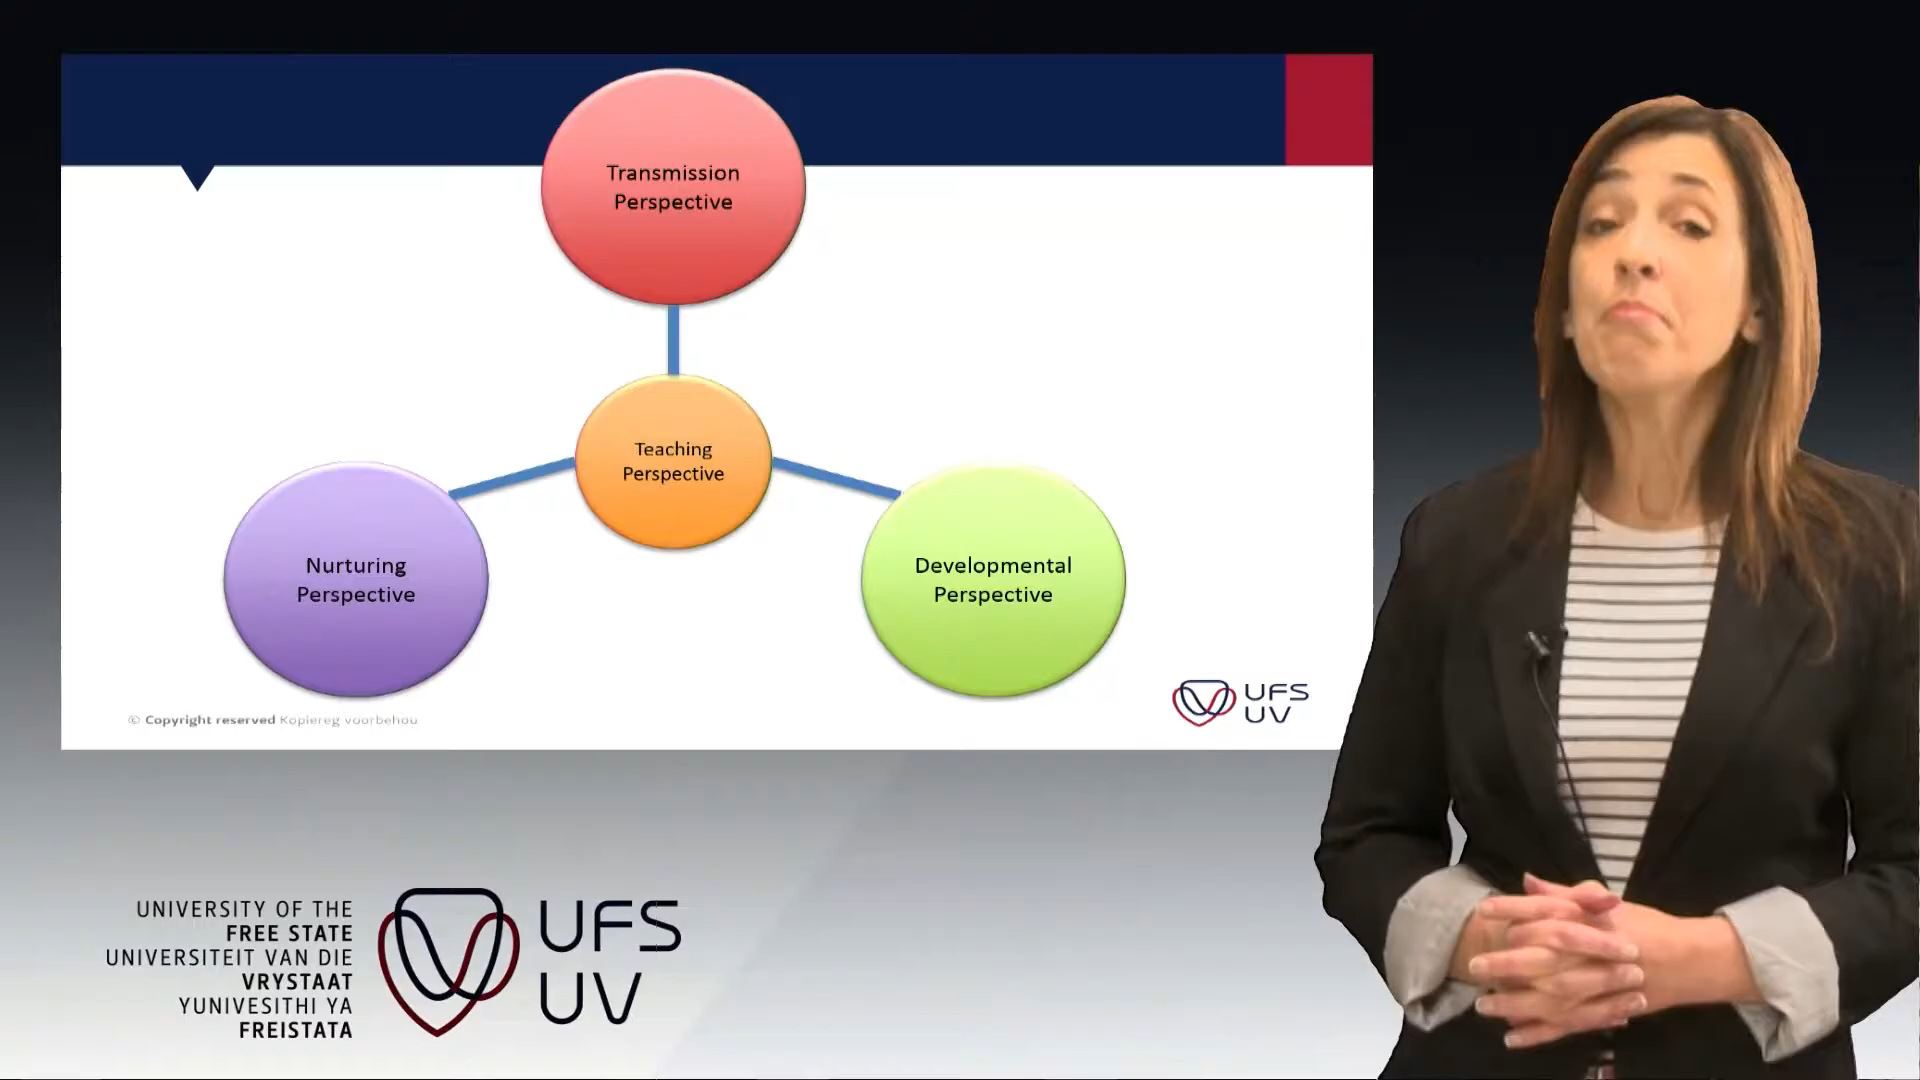 Transmission
Perspective
Teaching
Perspective
Nurturing
Perspective
Developmental
Perspective
© Copyright reserved Kopiereg voorbehou
UFS
UV
UNIVERSITY OF THE
FREE STATE
UNIVERSITEIT VAN DIE
VRYSTAAT
YUNIVESITHI YA
FREISTATA
UFS
UV